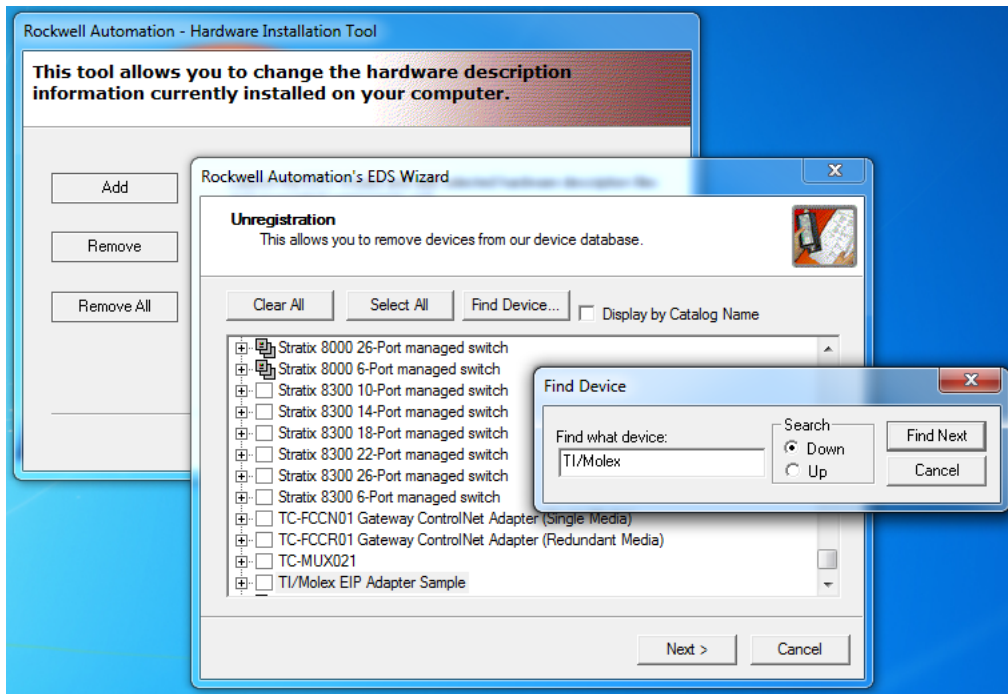 Rockwell Automation - Hardware Installation Tool
This tool allows you to change the hardware description
information currently installed on your computer.
Add
Remove
Remove All
Rockwell Automation's EDS Wizard
Unregistration
This allows you to remove devices from our device database.
Clear All
Select All
Find Device...
Display by Catalog Name
Stratix 8000 26-Port managed switch
Stratix 8000 6-Port managed switch
Stratix 8300 10-Port managed switch
Stratix 8300 14-Port managed switch
Stratix 8300 18-Port managed switch
Stratix 8300 22-Port managed switch
Stratix 8300 26-Port managed switch
Stratix 8300 6-Port managed switch
TC-FCCN01 Gateway ControlNet Adapter (Single Media)
TC-FCCR01 Gateway ControlNet Adapter (Redundant Media)
TC-MUX021
TI/Molex EIP Adapter Sample
Next >
Cancel
Find Device
Find what device:
TI/Molex
Search
Down
Up
Find Next
Cancel